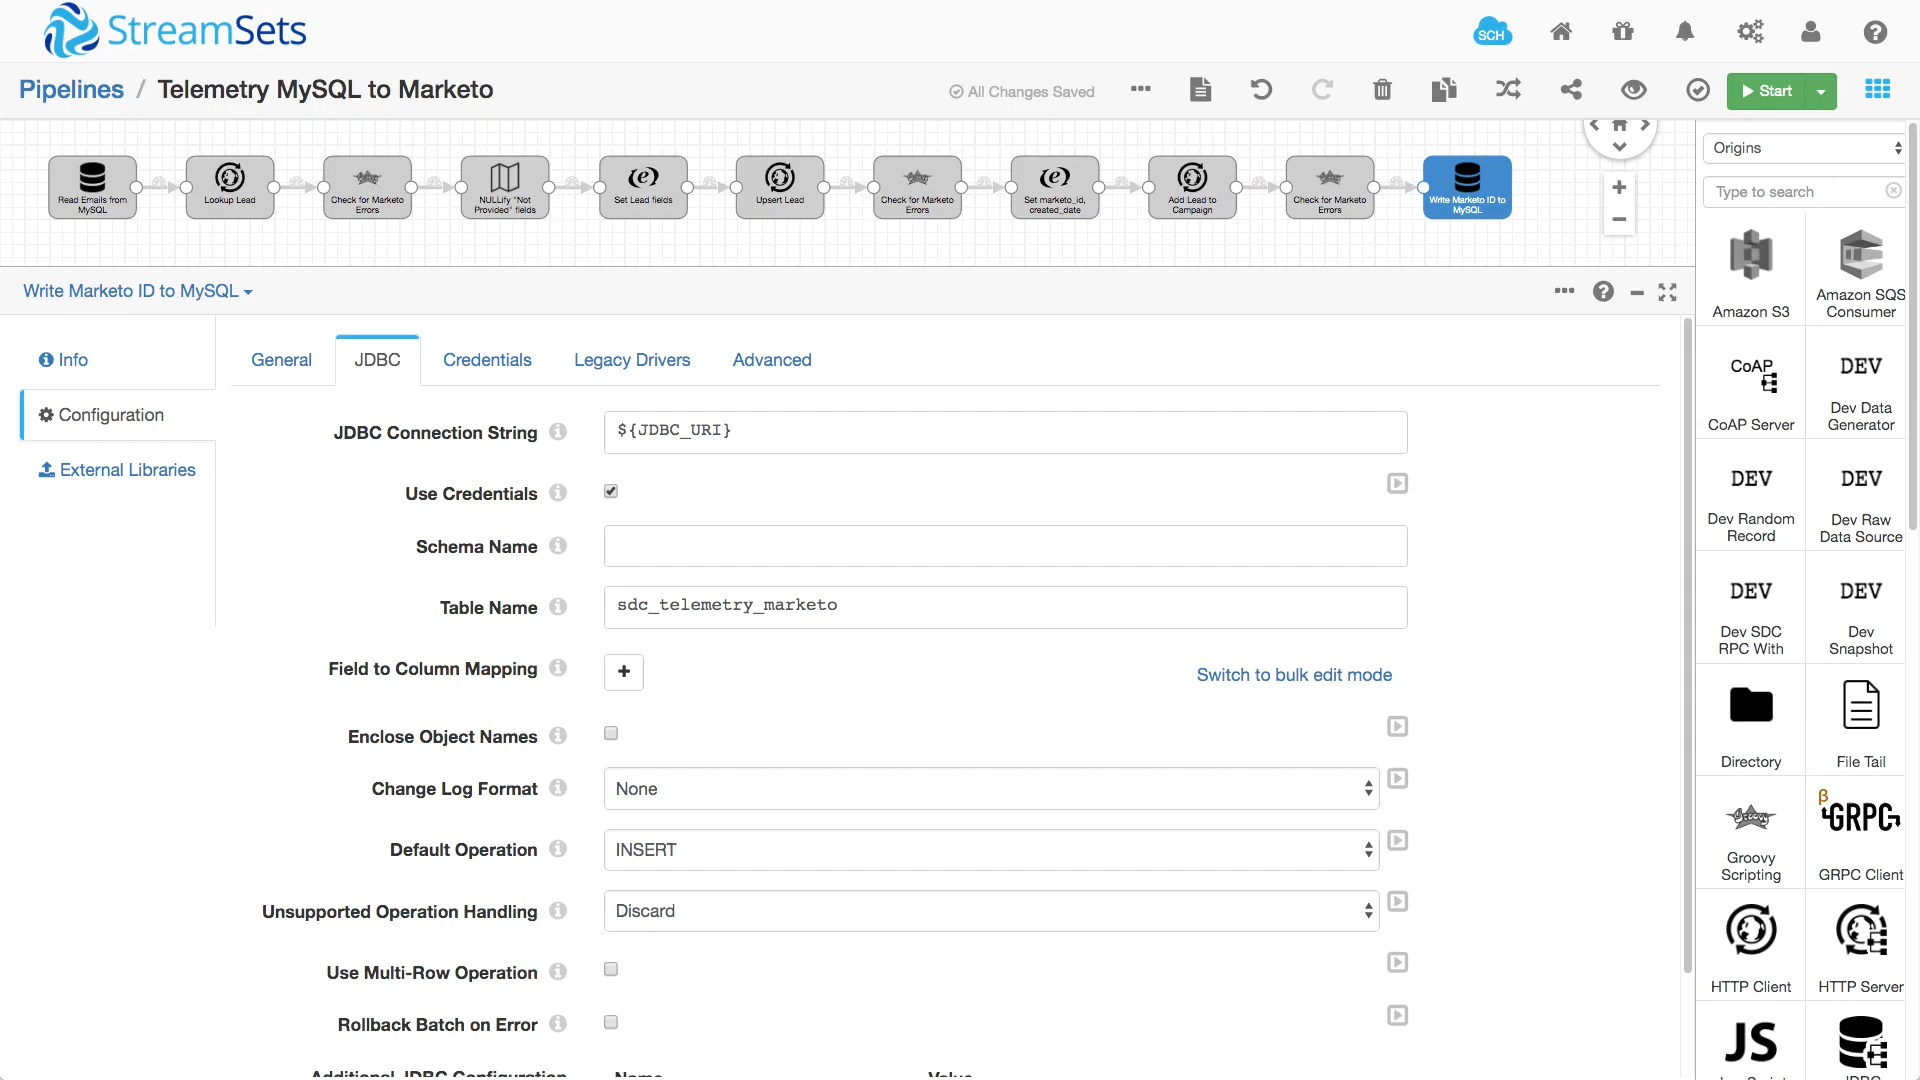 StreamSets
SCH
Pipelines / Telemetry MySQL to Marketo
All Changes Saved
Start
Read Emails from
MySQL
Lookup Lead
Check for Marketo
Errors
NULLify "Not
Provided" fields
Set Lead fields
Upsert Lead
Check for Marketo
Errors
Set marketo_id,
created_date
Add Lead to
Campaign
Check for Marketo
Errors
Write Marketo ID to
MySQL
Write Marketo ID to MySQL
Info
Configuration
External Libraries
General
JDBC
Credentials
Legacy Drivers
Advanced
JDBC Connection String
${JDBC_URI}
Use Credentials
Schema Name
Table Name
sdc_telemetry_marketo
Field to Column Mapping
Switch to bulk edit mode
Enclose Object Names
Change Log Format
None
Default Operation
INSERT
Unsupported Operation Handling
Discard
Use Multi-Row Operation
Rollback Batch on Error
Additional JDBC Configuration
Name
Value
Origins
Type to search
Amazon S3
Amazon SQS
Consumer
CoAP
CoAP Server
DEV
Dev Data
Generator
DEV
Dev Random
Record
DEV
Dev Raw
Data Source
DEV
Dev SDC
RPC With
DEV
Dev
Snapshot
Directory
File Tail
Groovy
Scripting
β
GRPC
GRPC Client
HTTP Client
HTTP Server
JS
JDBC